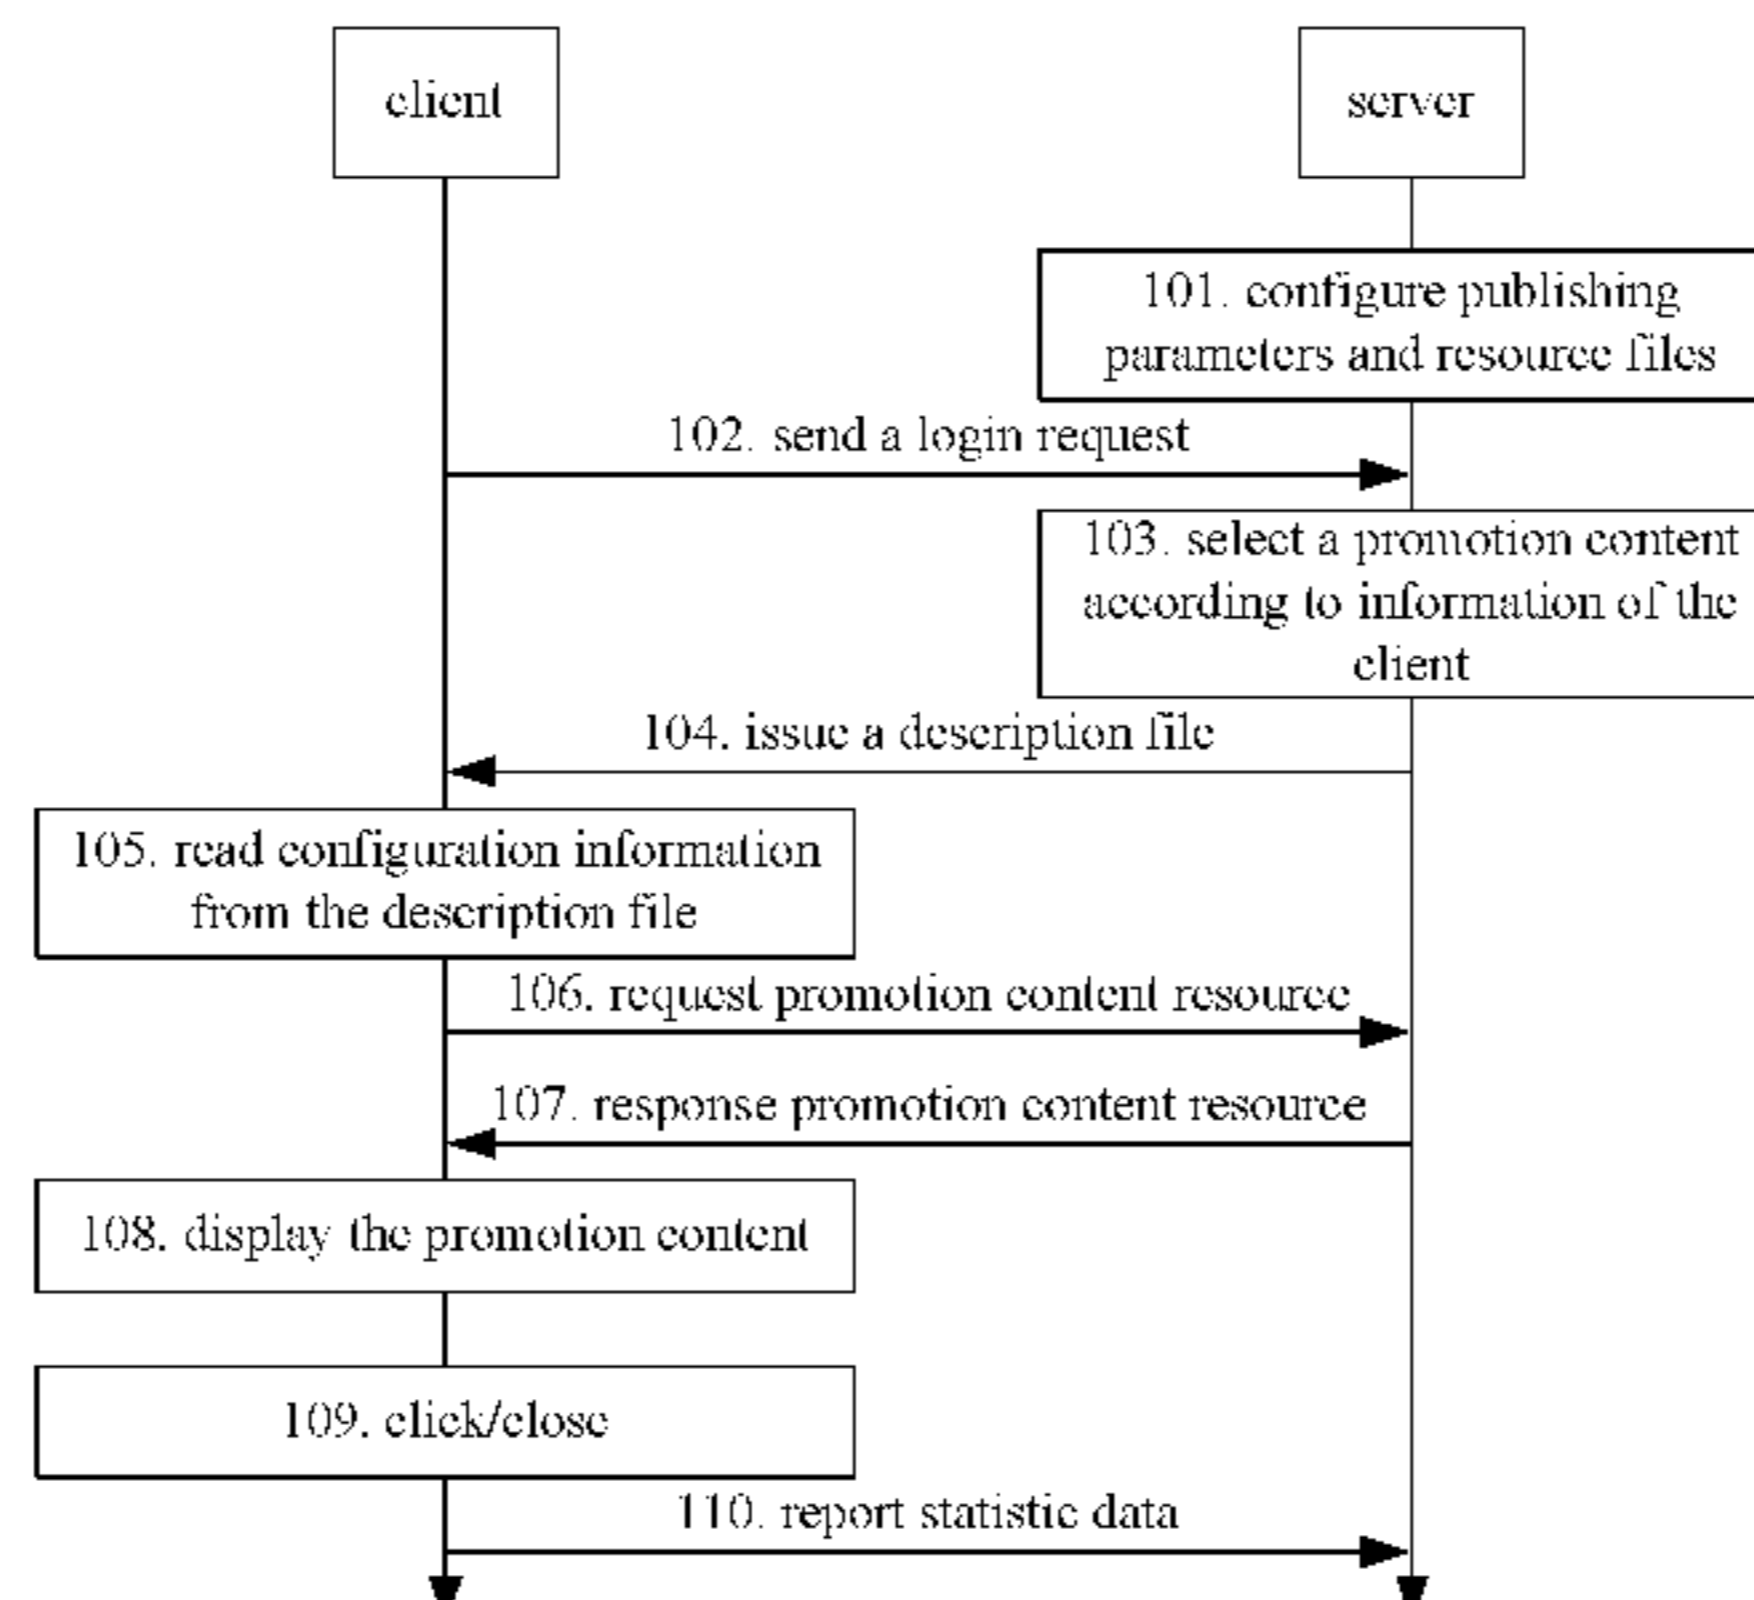 client
server
101. configure publishing
parameters and resource files
102. send a login request
103. select a promotion content
according to information of the
client
104. issue a description file
105. read configuration information
from the description file
106. request promotion content resource
107. response promotion content resource
108. display the promotion content
109. click/close
110. report statistic data